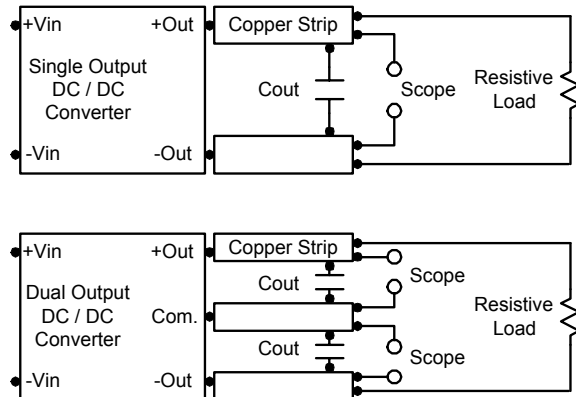 +Vin
+Out
Copper Strip
Single Output
DC / DC
Converter
Cout
Scope
Resistive
Load
-Vin
-Out
+Vin
+Out
Copper Strip
Cout
Scope
Dual Output
DC / DC
Converter
Com.
Resistive
Load
Cout
Scope
-Vin
-Out